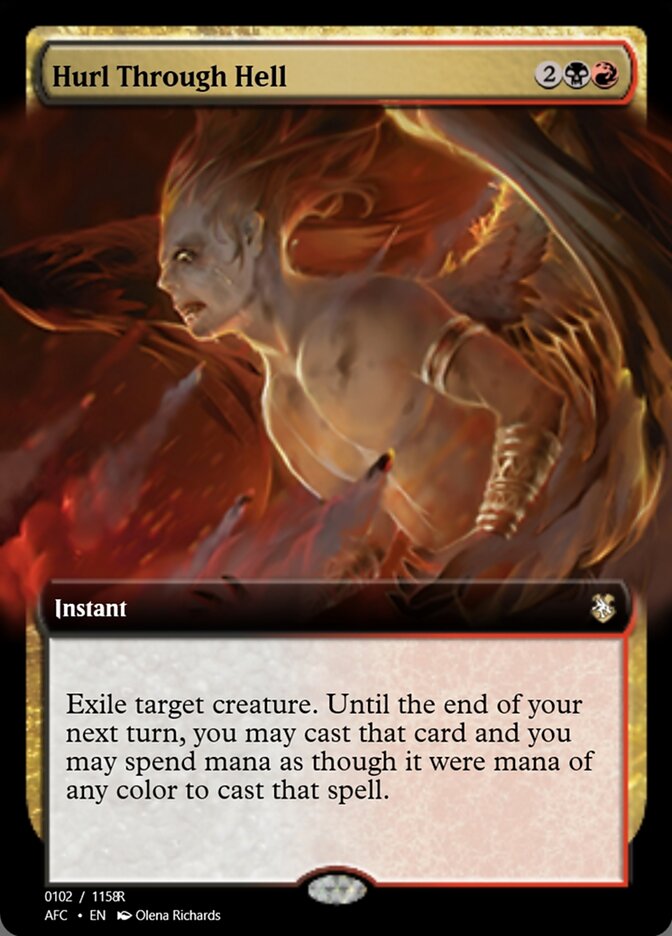 Hurl Through Hell
2
Instant
Exile target creature. Until the end of your
next turn, you may cast that card and you
may spend mana as though it were mana of
any color to cast that spell.
0102 / 1158R
AFC • EN Olena Richards